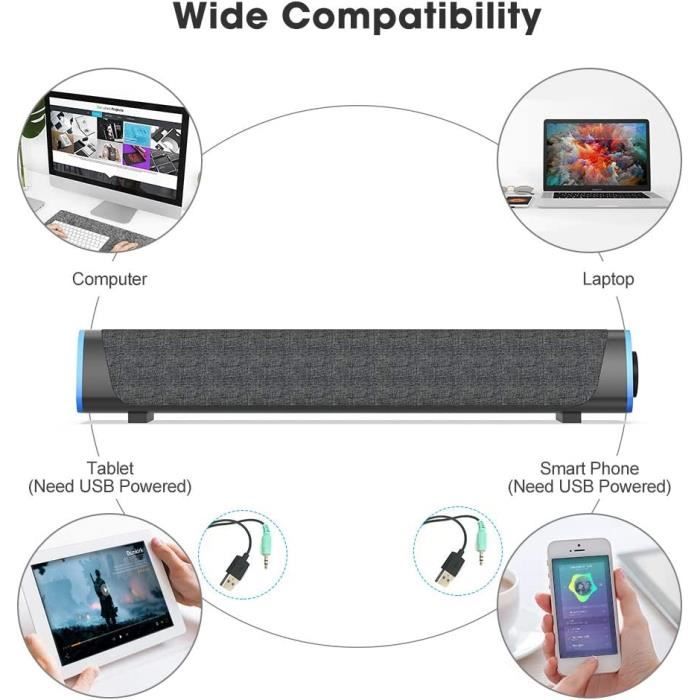 Wide Compatibility
Computer
Laptop
Tablet
(Need USB Powered)
Smart Phone
(Need USB Powered)